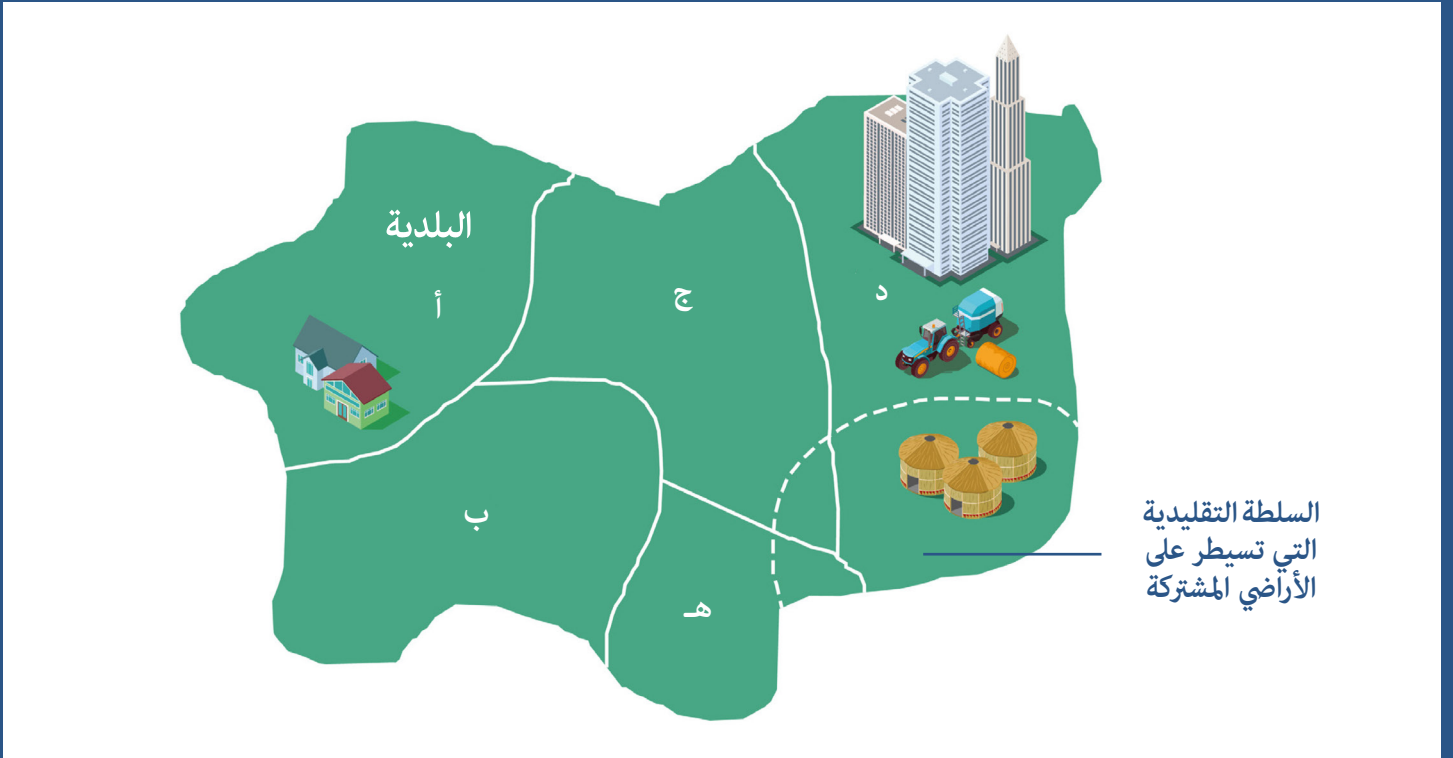 البلدية
أ
ج
د
ب
هـ
السلطة التقليدية
التي تسيطر على
الأراضي المشتركة